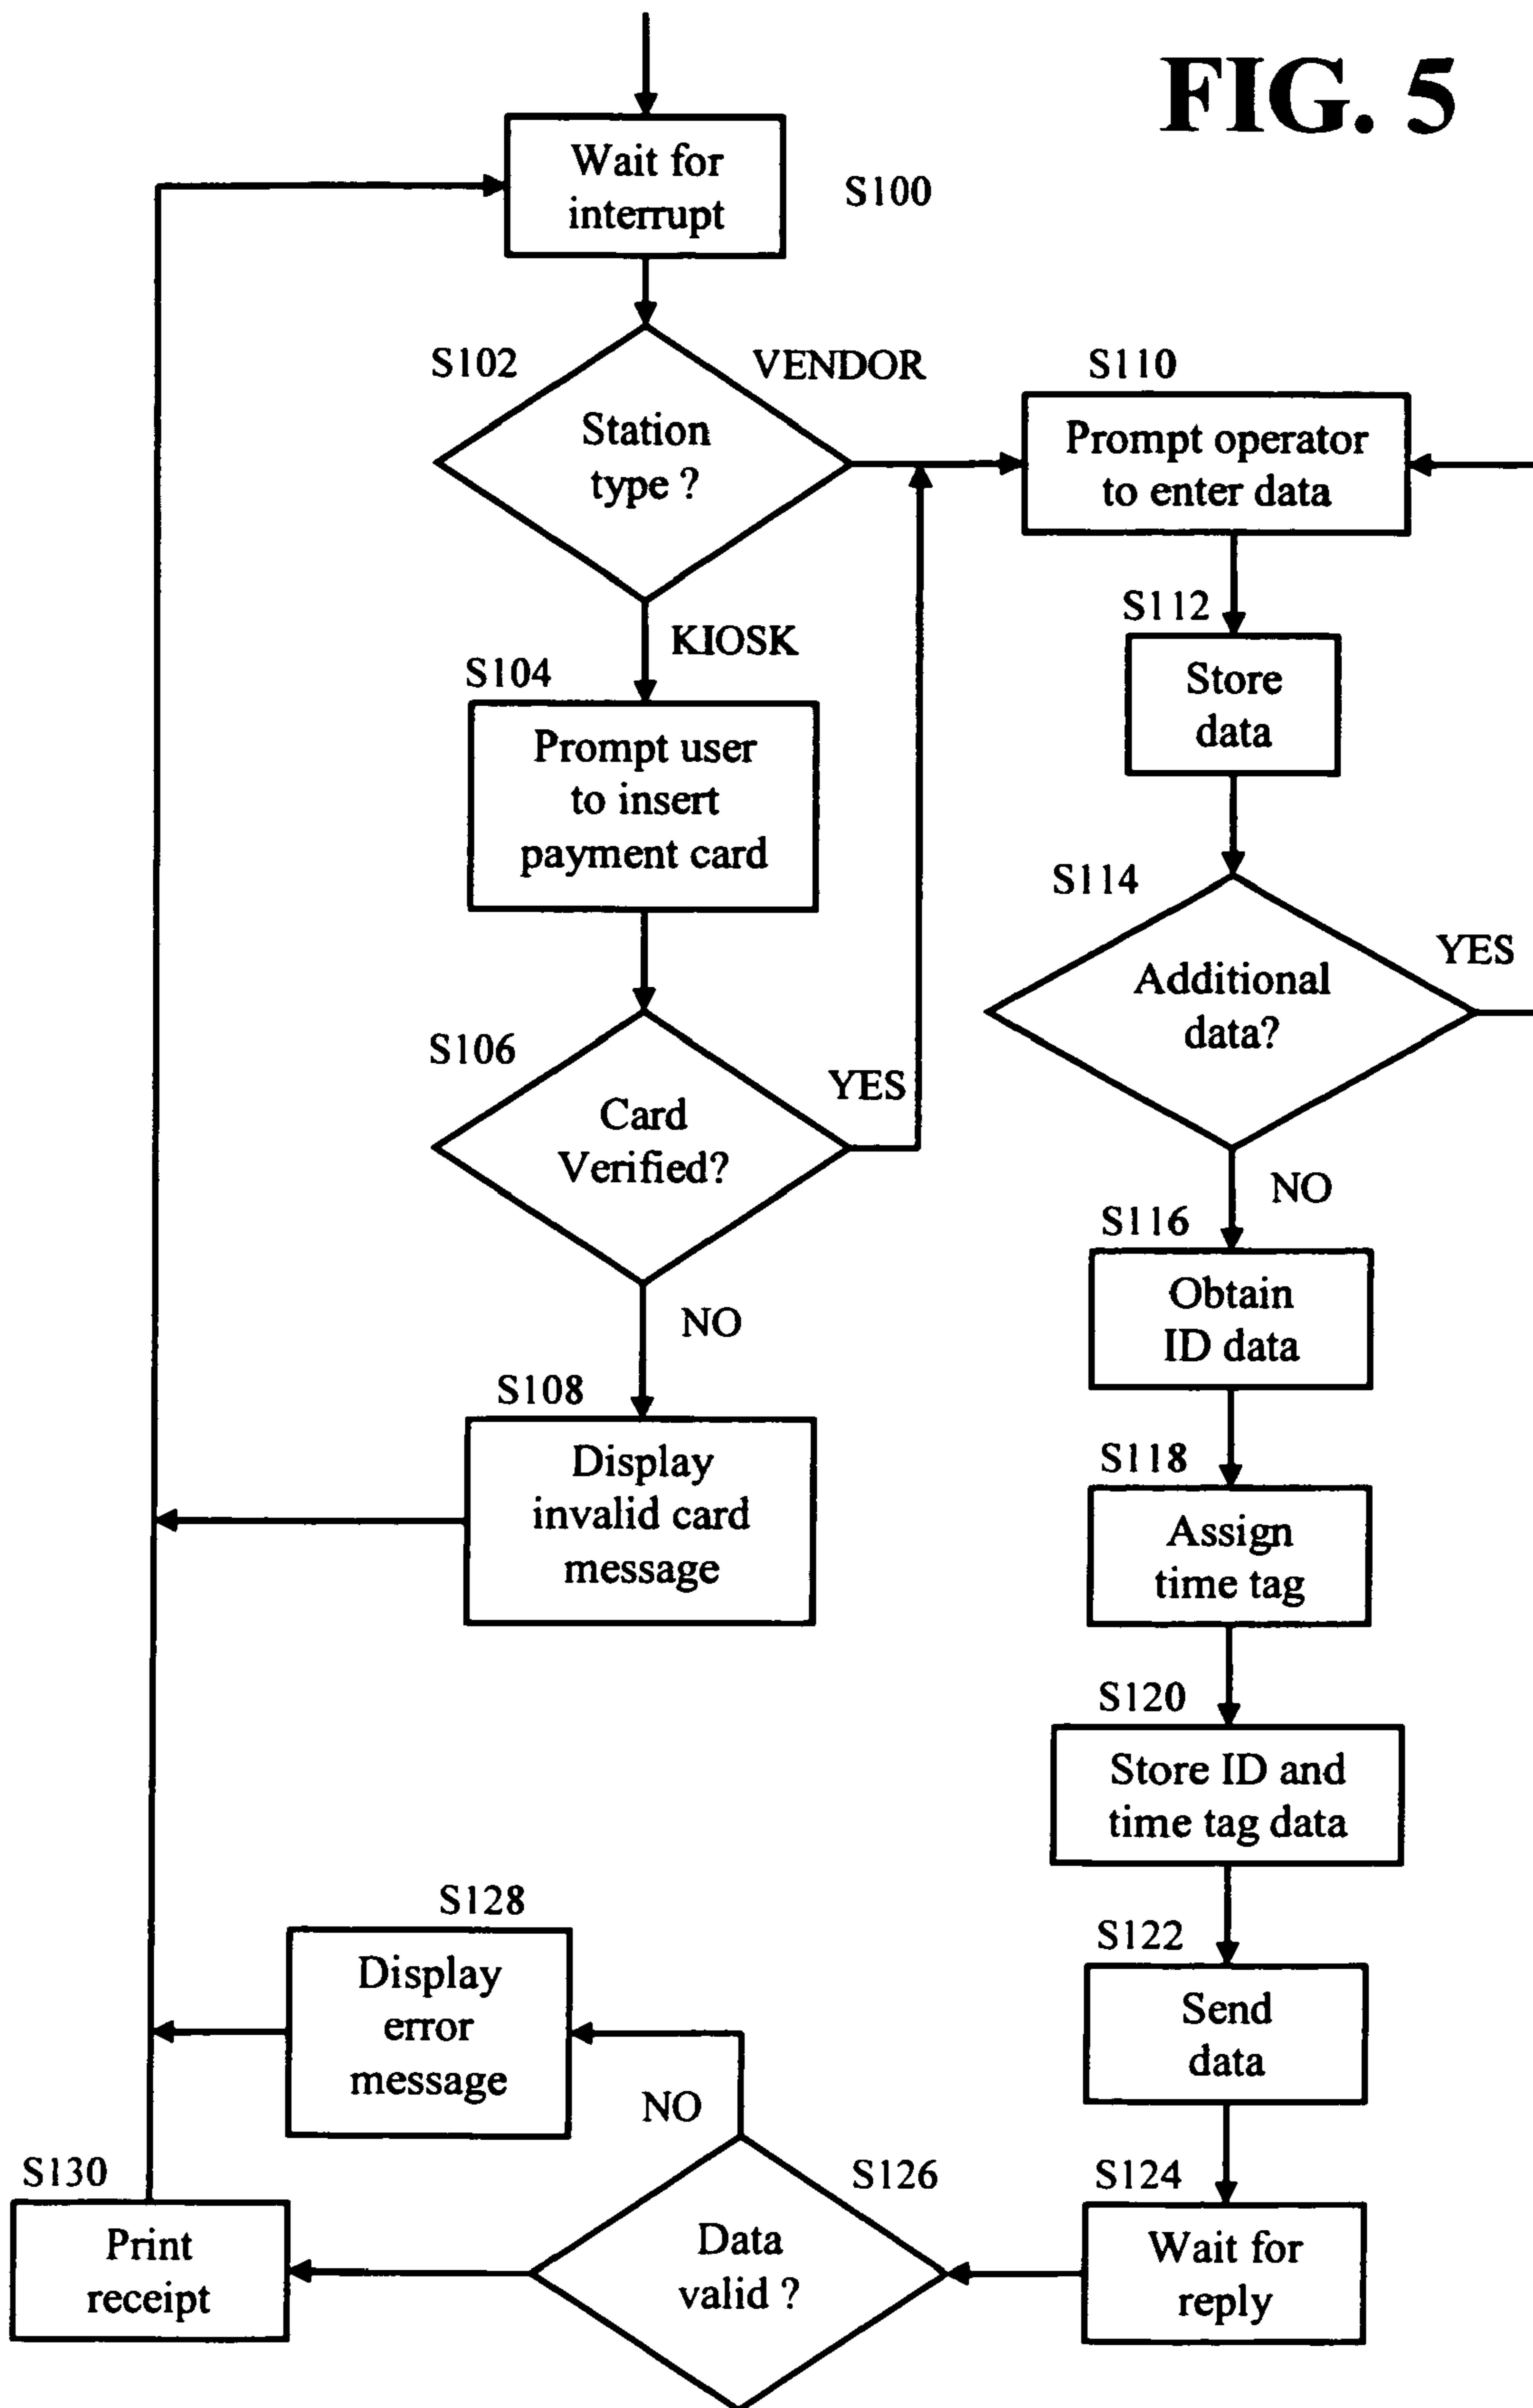 FIG. 5
Wait for
interrupt
S100
S102
VENDOR
Station
type ?
KIOSK
S104
Prompt user
to insert
payment card
S106
YES
Card
Verified?
NO
S108
Display
invalid card
message
S110
Prompt operator
to enter data
S112
Store
data
S114
YES
Additional
data?
NO
S116
Obtain
ID data
S118
Assign
time tag
S120
Store ID and
time tag data
S122
Send
data
S124
Wait for
reply
S126
Data
valid ?
NO
S128
Display
error
message
S130
Print
receipt